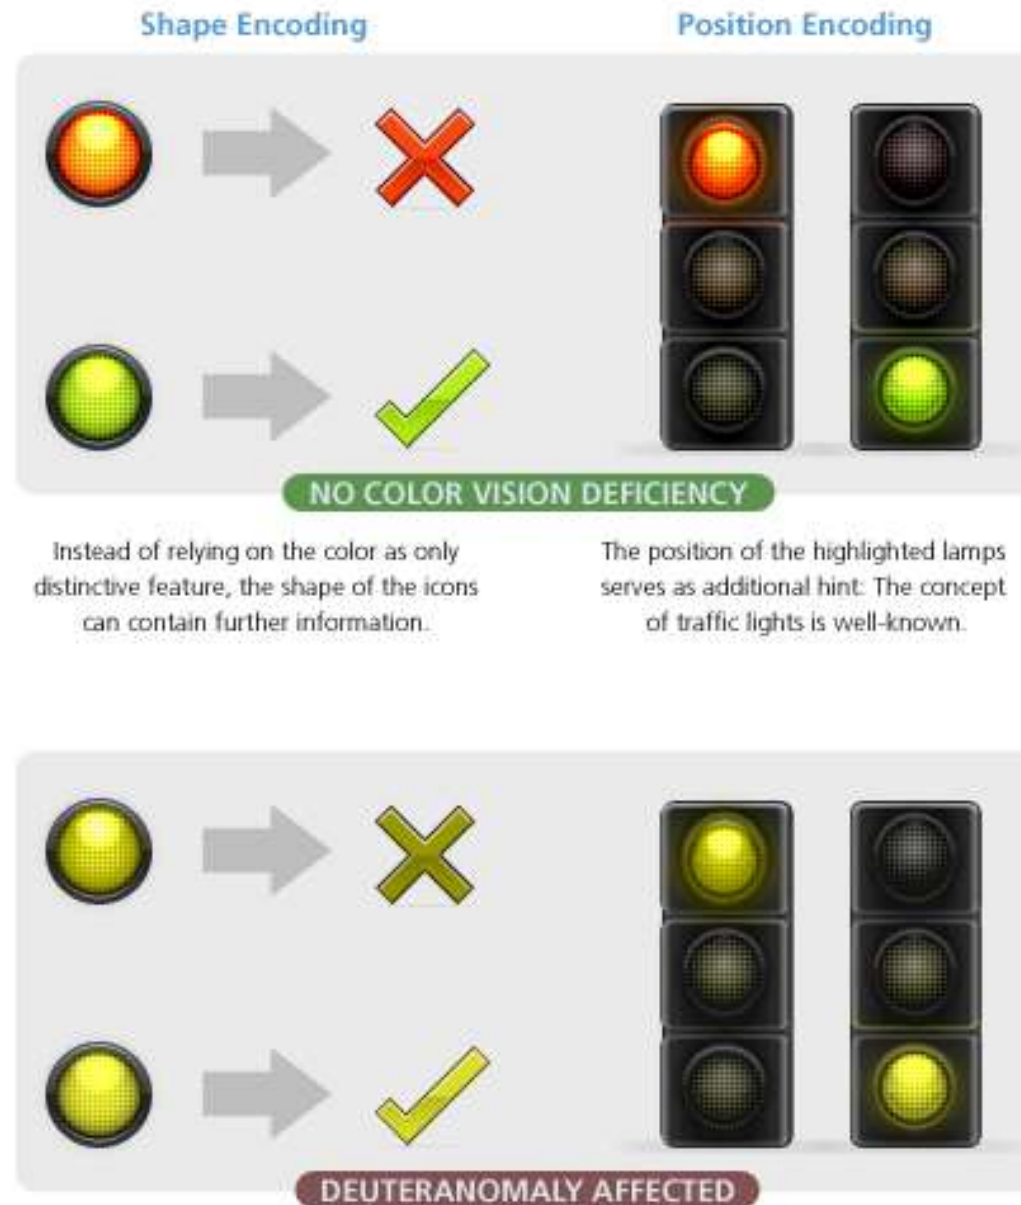 Shape Encoding
Position Encoding
NO COLOR VISION DEFICIENCY
Instead of relying on the color as only
distinctive feature, the shape of the icons
can contain further information.
The position of the highlighted lamps
serves as additional hint: The concept
of traffic lights is well-known.
DEUTERANOMALY AFFECTED